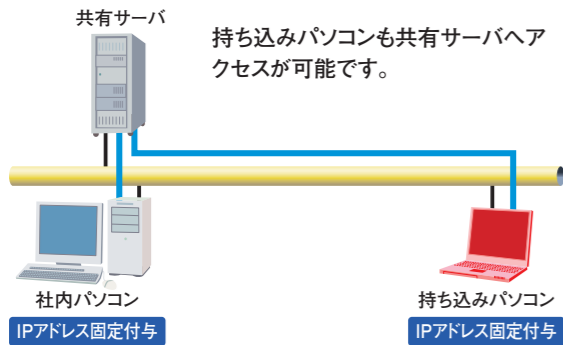 共有サーバ
持ち込みパソコンも共有サーバへア
クセスが可能です。
社内パソコン
持ち込みパソコン
IPアドレス固定付与
IPアドレス固定付与